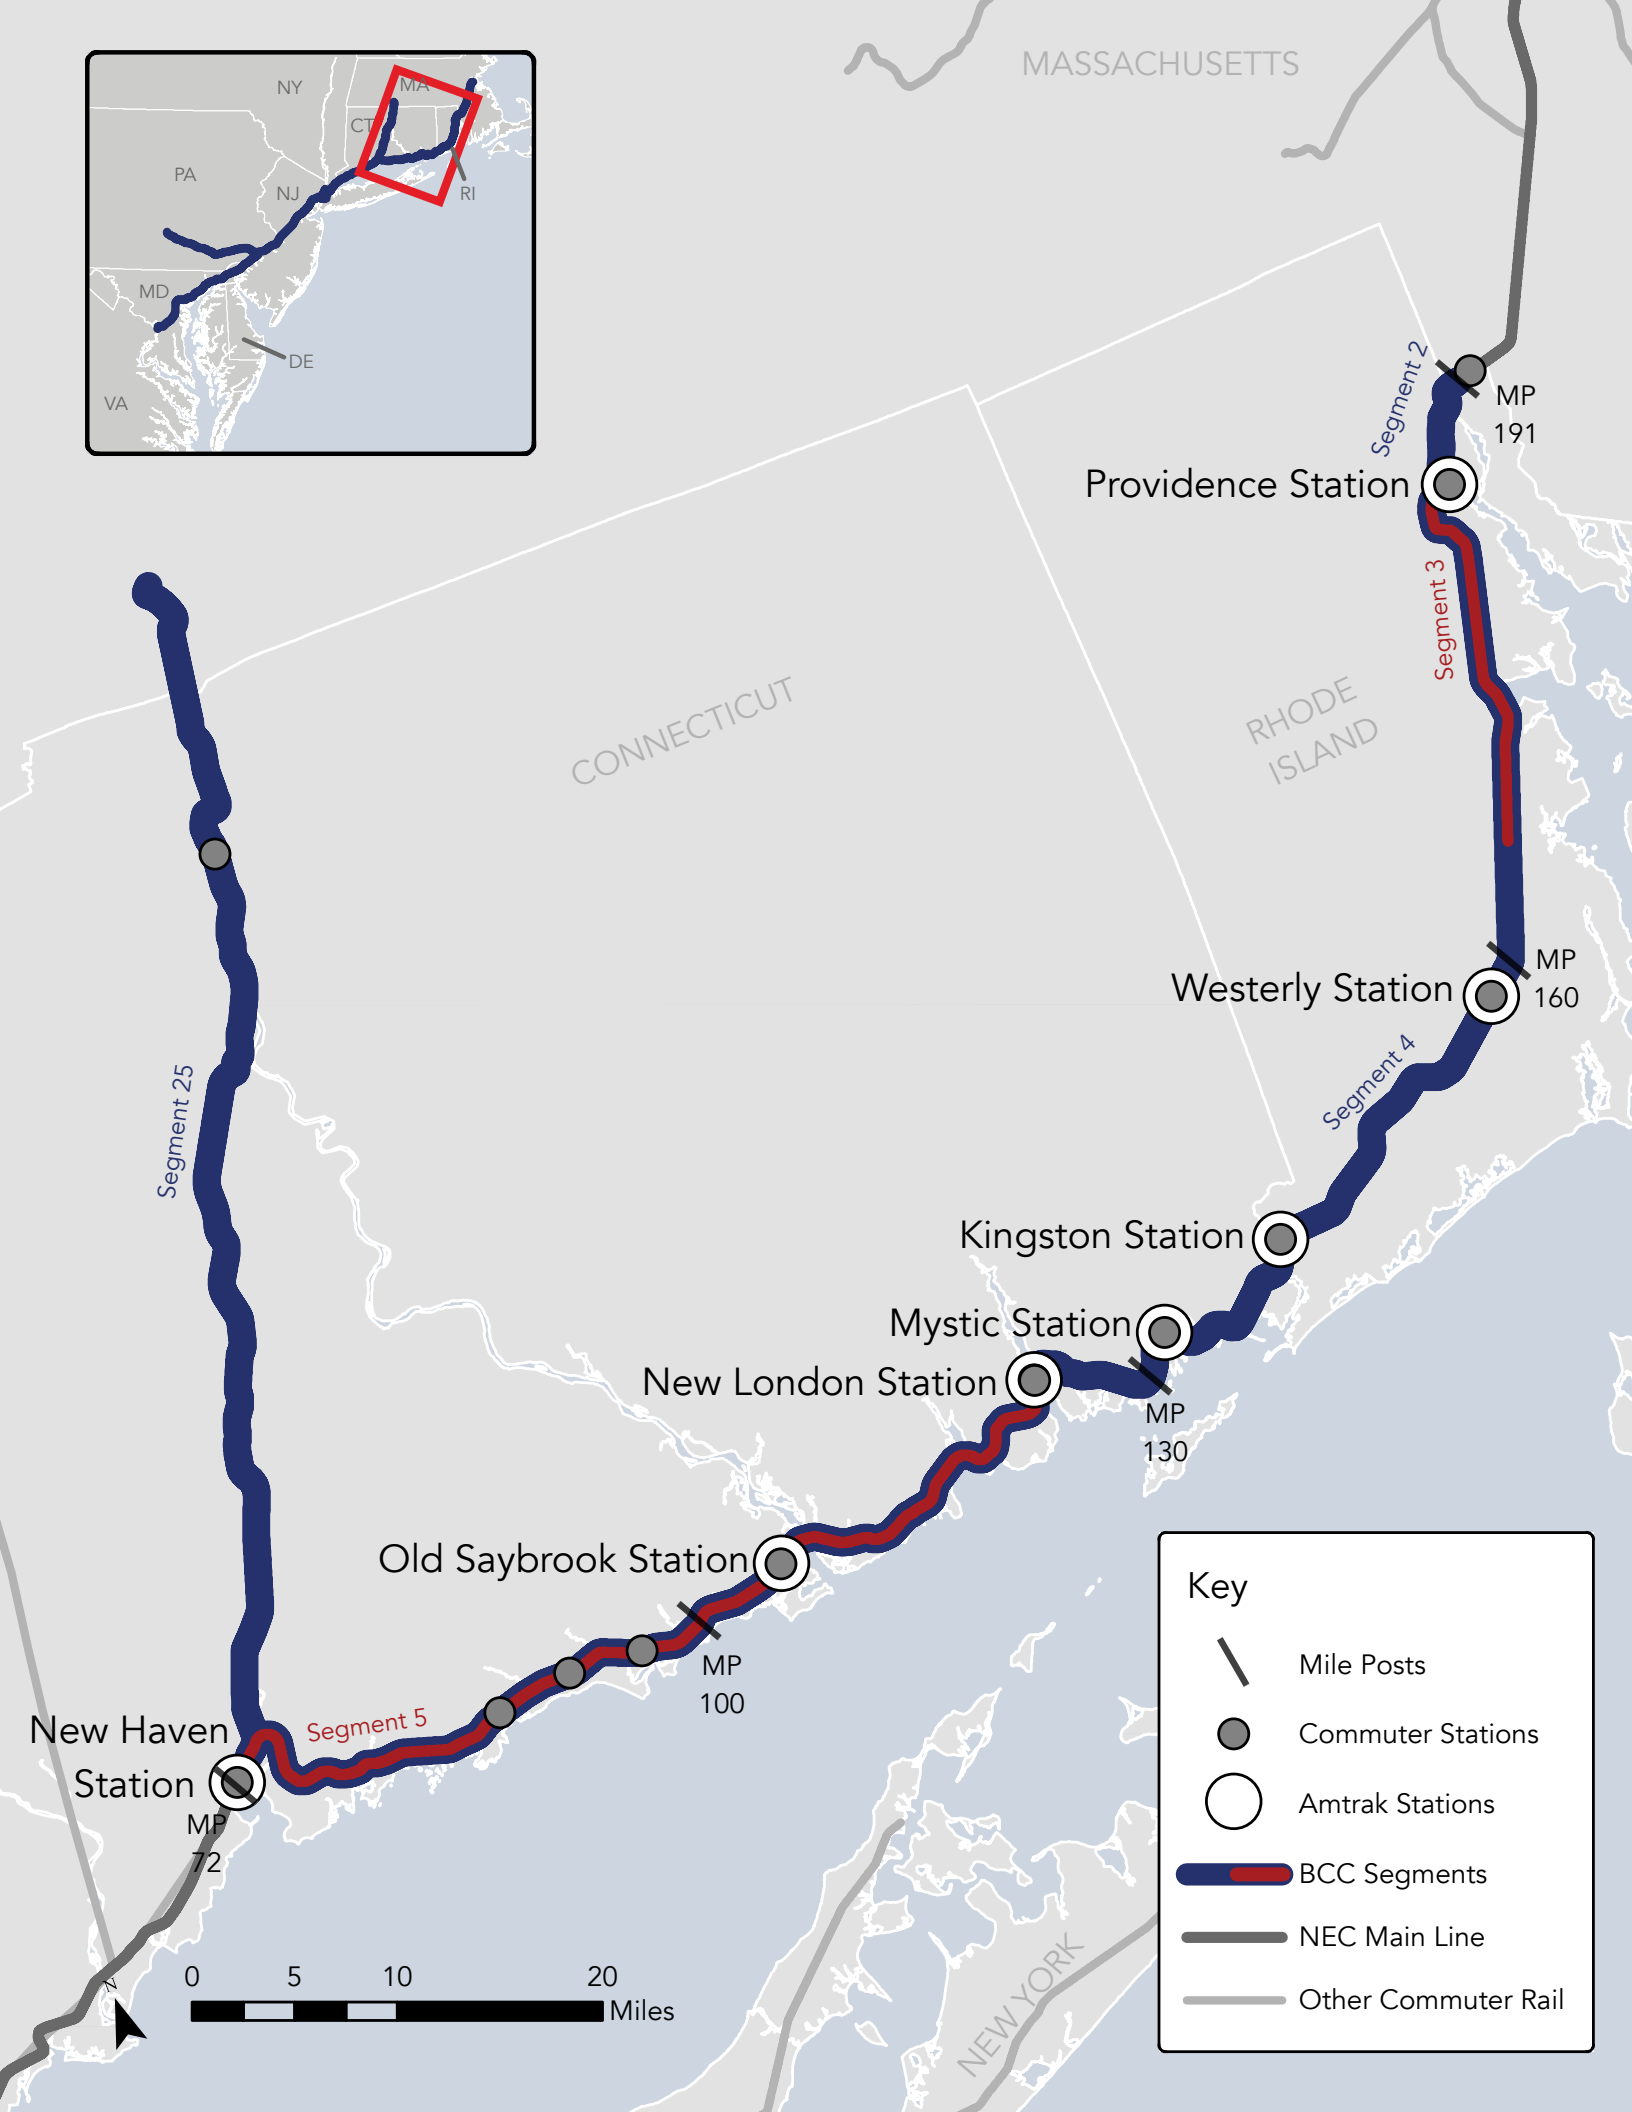 MASSACHUSETTS
NY
MA
CT
PA
NJ
RI
MD
DE
VA
Segment 2
MP
191
Providence Station
Segment 3
CONNECTICUT
RHODE
ISLAND
MP
160
Westerly Station
Segment 4
Segment 25
Kingston Station
Mystic Station
New London Station
MP
130
Old Saybrook Station
MP
100
Segment 5
New Haven
Station
MP
72
N
0 5 10 20
Miles
NEW YORK
Key
Mile Posts
Commuter Stations
Amtrak Stations
BCC Segments
NEC Main Line
Other Commuter Rail